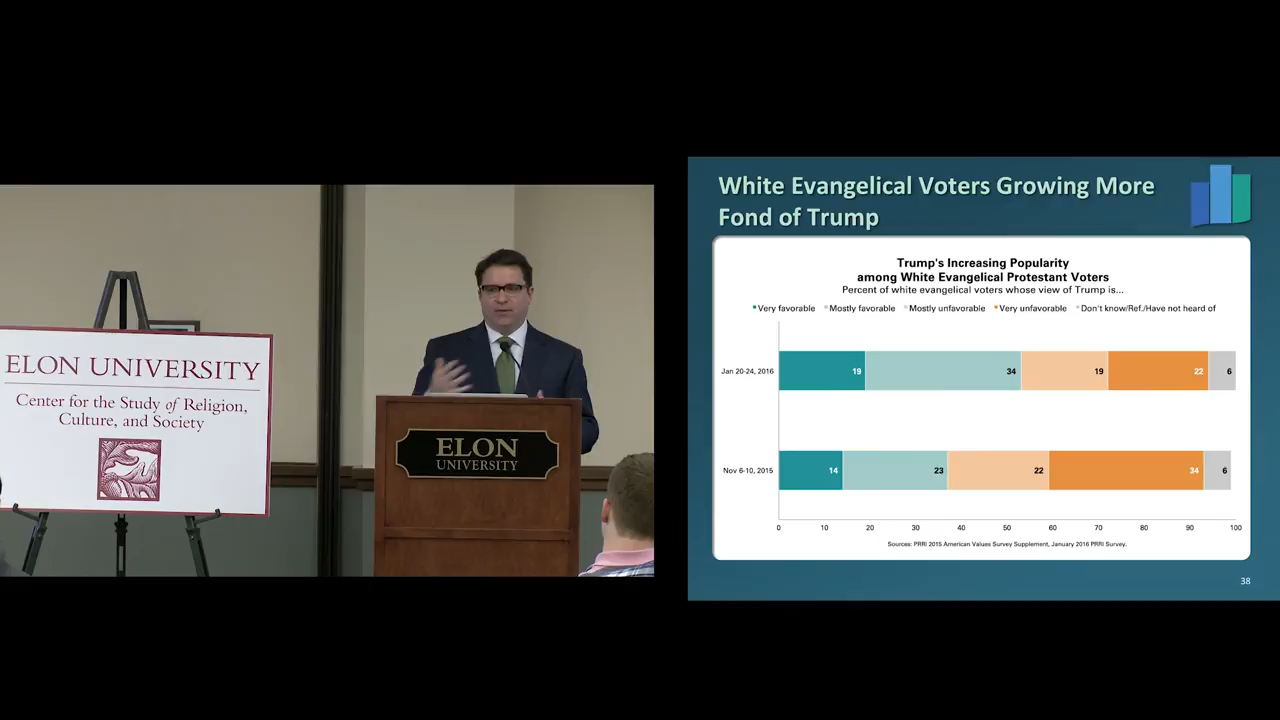 ELON UNIVERSITY
Center for the Study of Religion,
Culture, and Society
ELON
UNIVERSITY
White Evangelical Voters Growing More
Fond of Trump
Trump's Increasing Popularity
among White Evangelical Protestant Voters
Percent of white evangelical voters whose view of Trump is...
Very favorable Mostly favorable Mostly unfavorable Very unfavorable Don't know/Ref./Have not heard of
Jan 20-24, 2016 19 34 19 22 6
Nov 6-10, 2015 14 23 22 34 6
0 10 20 30 40 50 60 70 80 90 100
Sources: PRRI 2015 American Values Survey Supplement, January 2016 PRRI Survey.
38